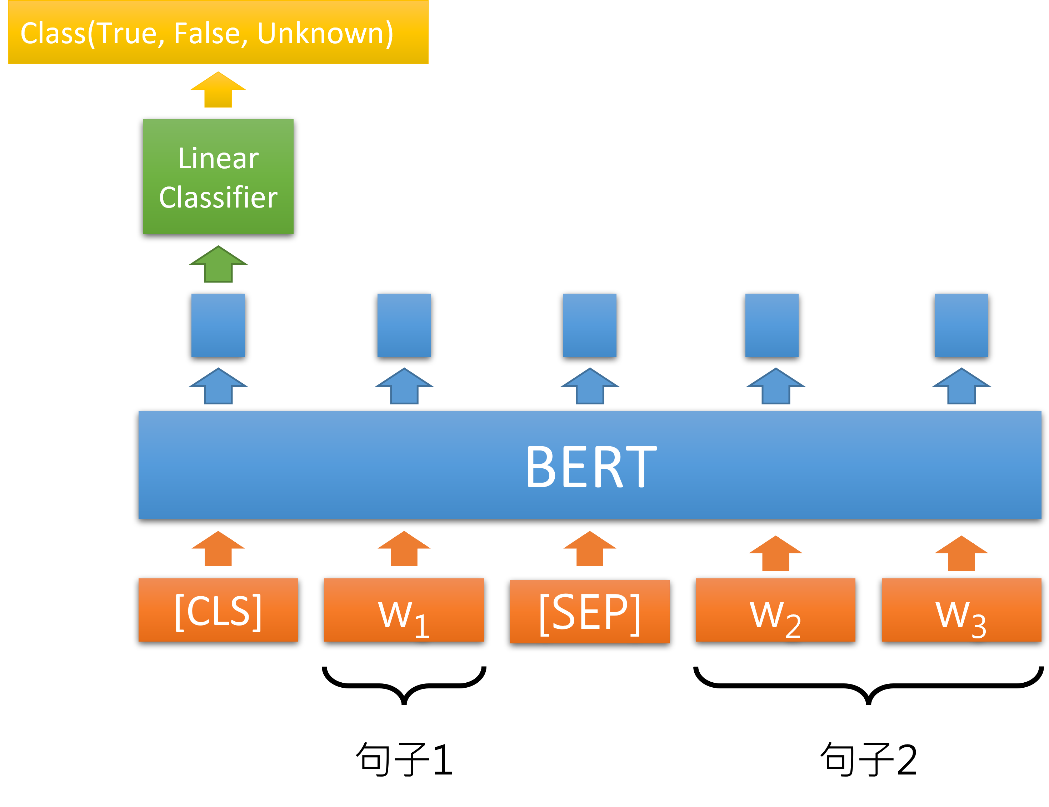 Class(True, False, Unknown)
Linear
Classifier
BERT
[CLS] w₁ [SEP] w₂ w₃
句子1 句子2